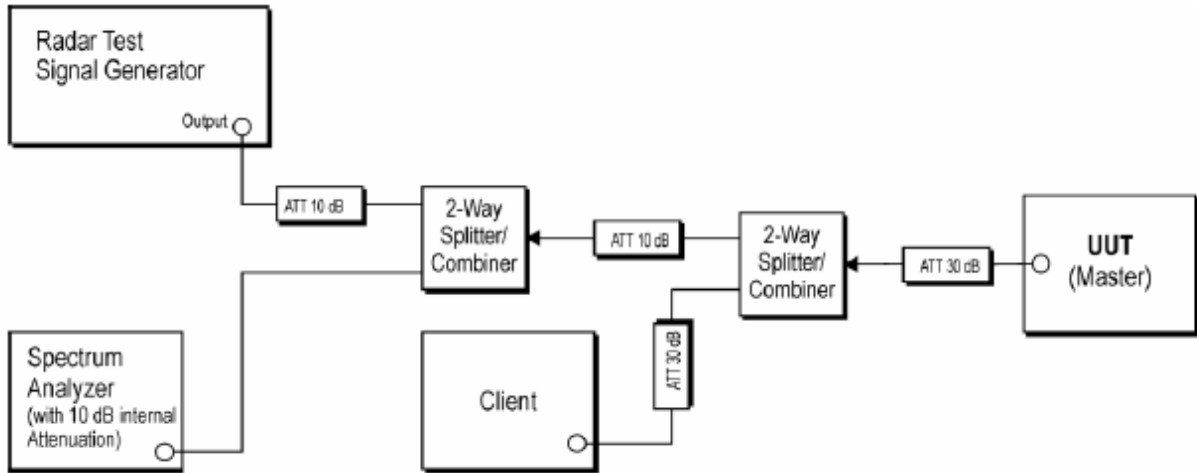 Radar Test
Signal Generator
Output
ATT 10 dB
2-Way
Splitter/
Combiner
ATT 10 dB
2-Way
Splitter/
Combiner
ATT 30 dB
UUT
(Master)
Spectrum
Analyzer
(with 10 dB internal
Attenuation)
Client
ATT 30 dB